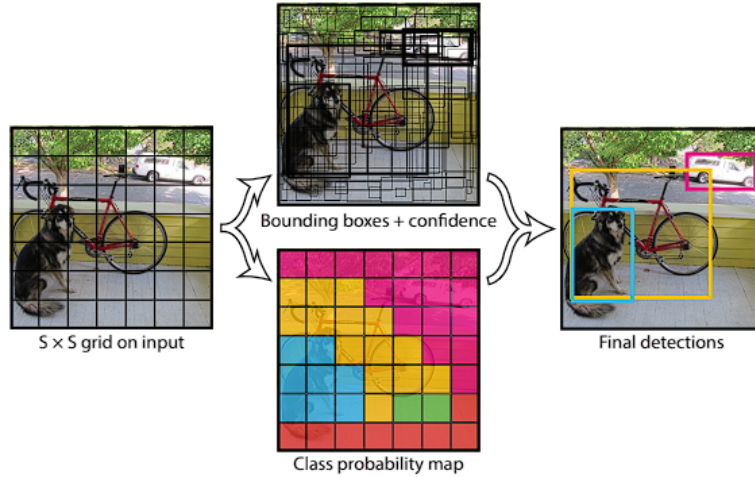 S × S grid on input
Bounding boxes + confidence
Class probability map
Final detections